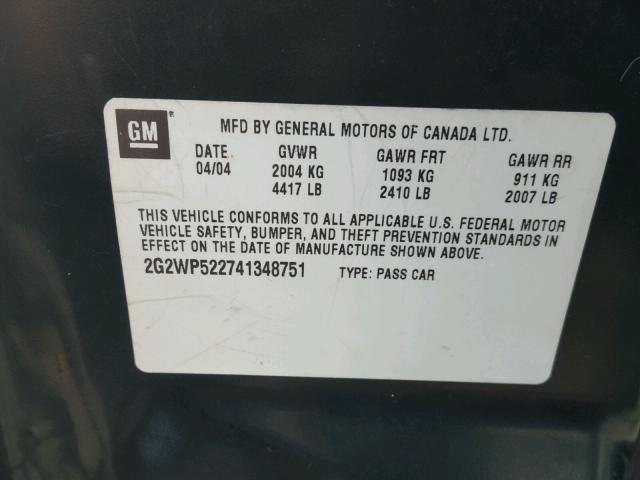 GM®
MFD BY GENERAL MOTORS OF CANADA LTD.
DATE GVWR GAWR FRT GAWR RR
04/04 2004 KG 1093 KG 911 KG
4417 LB 2410 LB 2007 LB
THIS VEHICLE CONFORMS TO ALL APPLICABLE U.S. FEDERAL MOTOR
VEHICLE SAFETY, BUMPER, AND THEFT PREVENTION STANDARDS IN
EFFECT ON THE DATE OF MANUFACTURE SHOWN ABOVE.
2G2WP522741348751 TYPE: PASS CAR